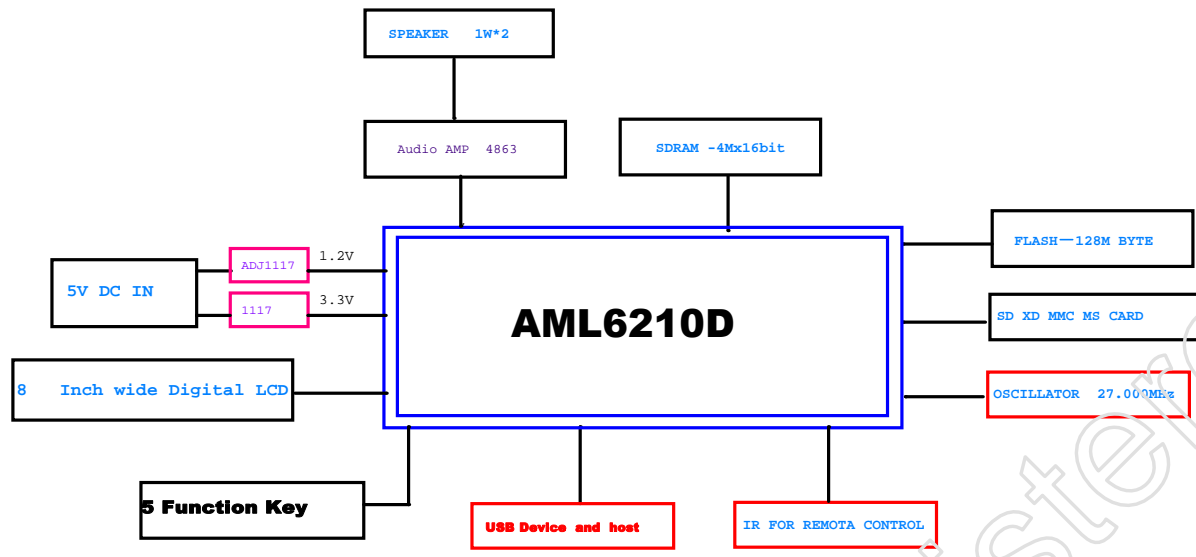 SPEAKER 1W*2
Audio AMP 4863
SDRAM -4Mx16bit
FLASH—128M BYTE
ADJ1117 1.2V
5V DC IN
1117 3.3V
SD XD MMC MS CARD
AML6210D
8 Inch wide Digital LCD
OSCILLATOR 27.000MHz
5 Function Key
USB Device and host
IR FOR REMOTA CONTROL